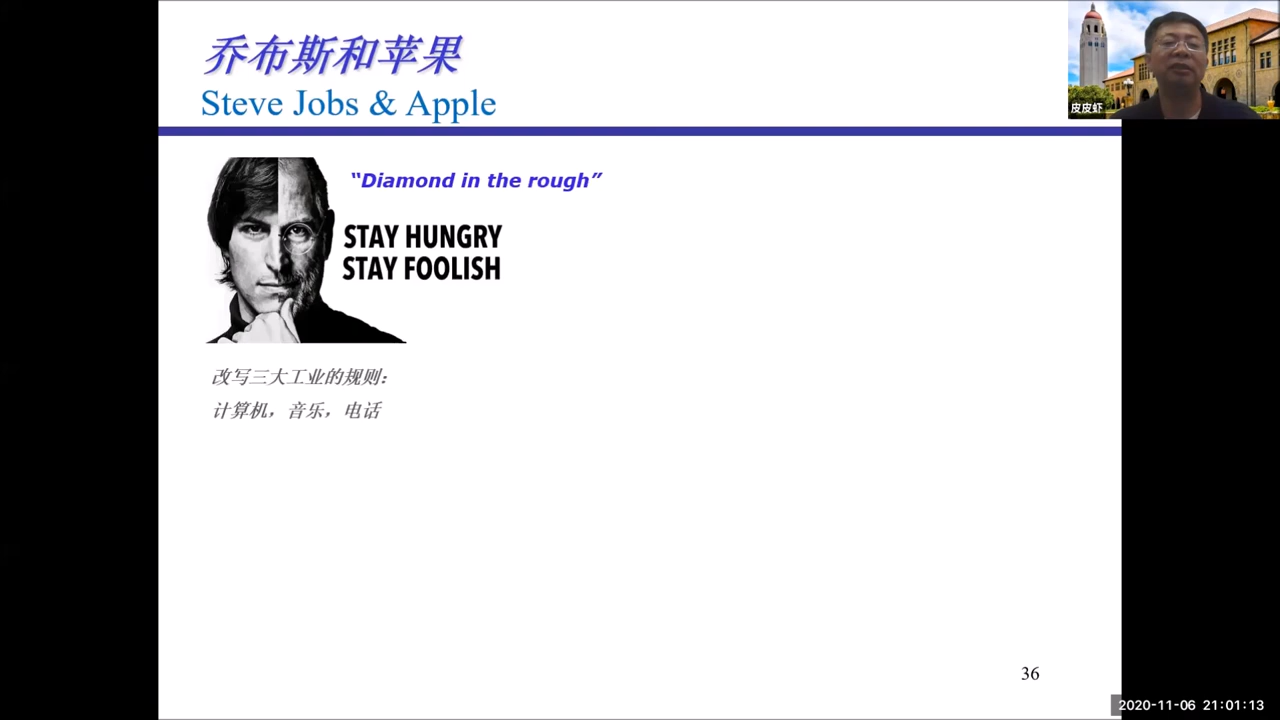 乔布斯和苹果
Steve Jobs & Apple
皮皮虾
“Diamond in the rough”
STAY HUNGRY
STAY FOOLISH
改写三大工业的规则：
计算机，音乐，电话
36
2020-11-06 21:01:13